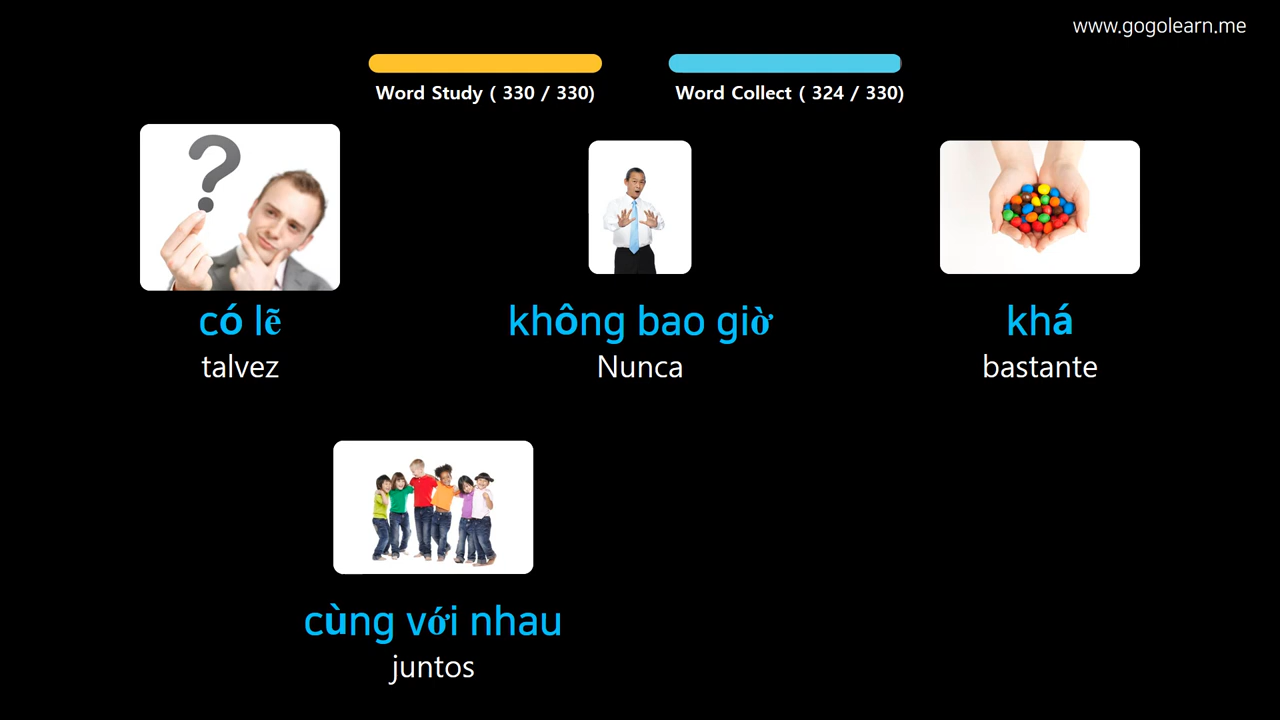 www.gogolearn.me
Word Study ( 330 / 330)
Word Collect ( 324 / 330)
?
có lẽ
talvez
không bao giờ
Nunca
khá
bastante
cùng với nhau
juntos